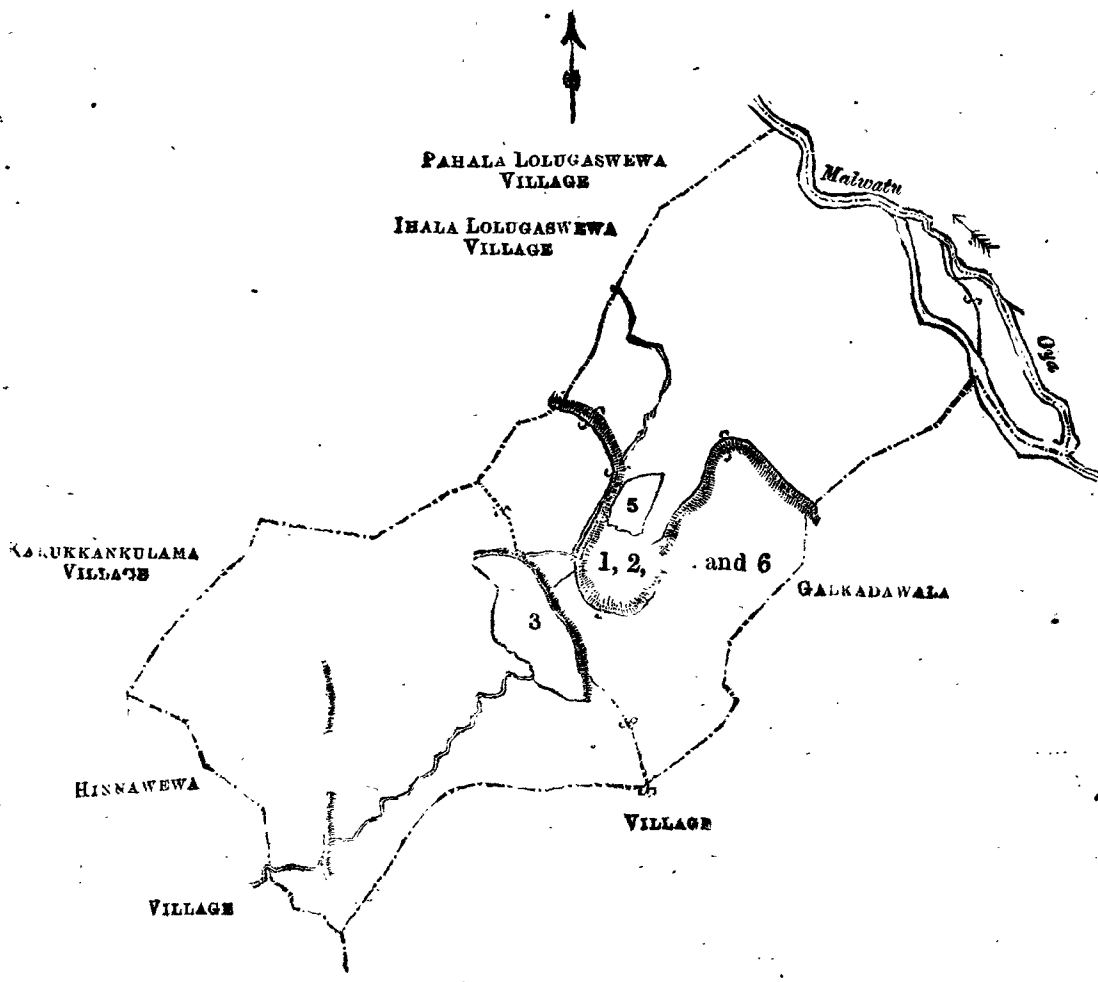 PAHALA LOLUGASWEWA
VILLAGE
IHALA LOLUGASWEWA
VILLAGE
Malwatu
Oya
5
KARUKKANKULAMA
VILLAGE
1, 2, and 6
GALKADAWALA
3
HINNAWEWA
VILLAGE
VILLAGE